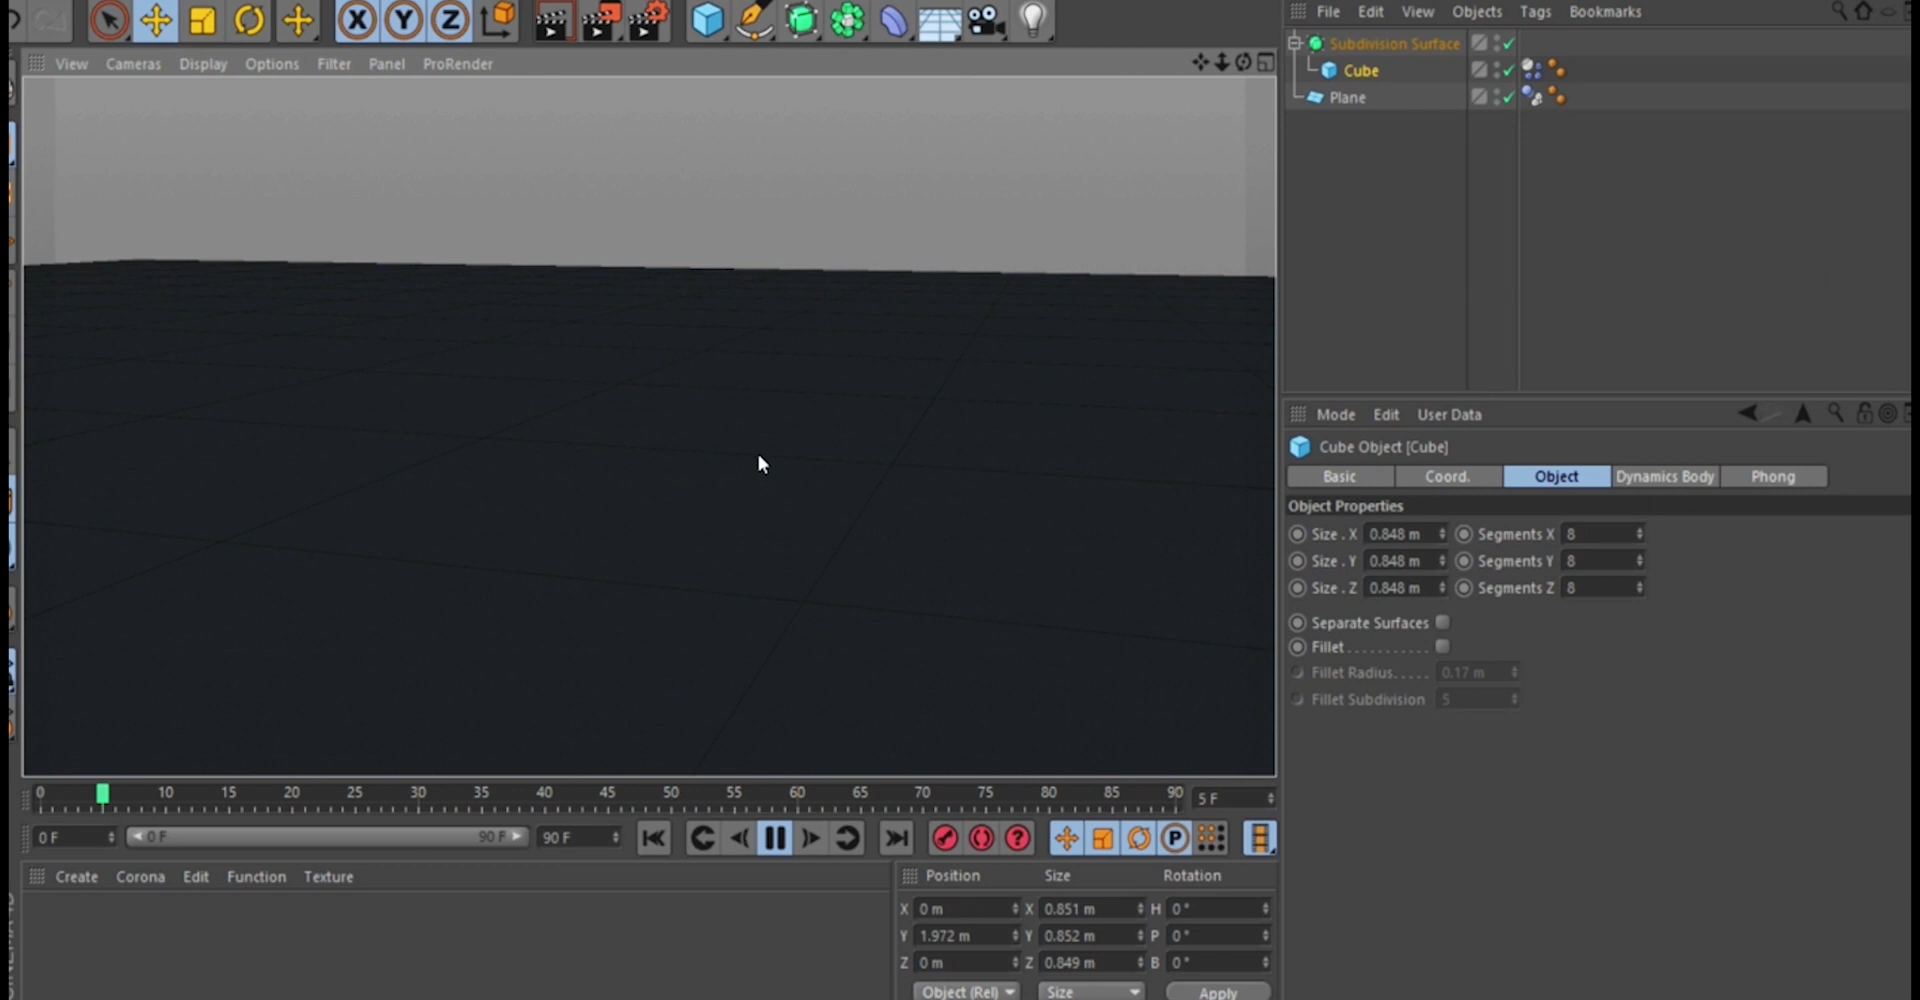 X Y Z
File Edit View Objects Tags Bookmarks
View Cameras Display Options Filter Panel ProRender
Subdivision Surface
Cube
Plane
Mode Edit User Data
Cube Object [Cube]
Basic Coord. Object Dynamics Body Phong
Object Properties
Size . X 0.848 m Segments X 8
Size . Y 0.848 m Segments Y 8
Size . Z 0.848 m Segments Z 8
Separate Surfaces
Fillet . . . . . . . . . . .
Fillet Radius. . . . . 0.17 m
Fillet Subdivision 5
0 10 15 20 25 30 35 40 45 50 55 60 65 70 75 80 85 90 5 F
0 F 0 F 90 F 90 F ? P
Create Corona Edit Function Texture
Position Size Rotation
X 0 m X 0.851 m H 0 °
Y 1.972 m Y 0.852 m P 0 °
Z 0 m Z 0.849 m B 0 °
Object (Rel) Size Apply